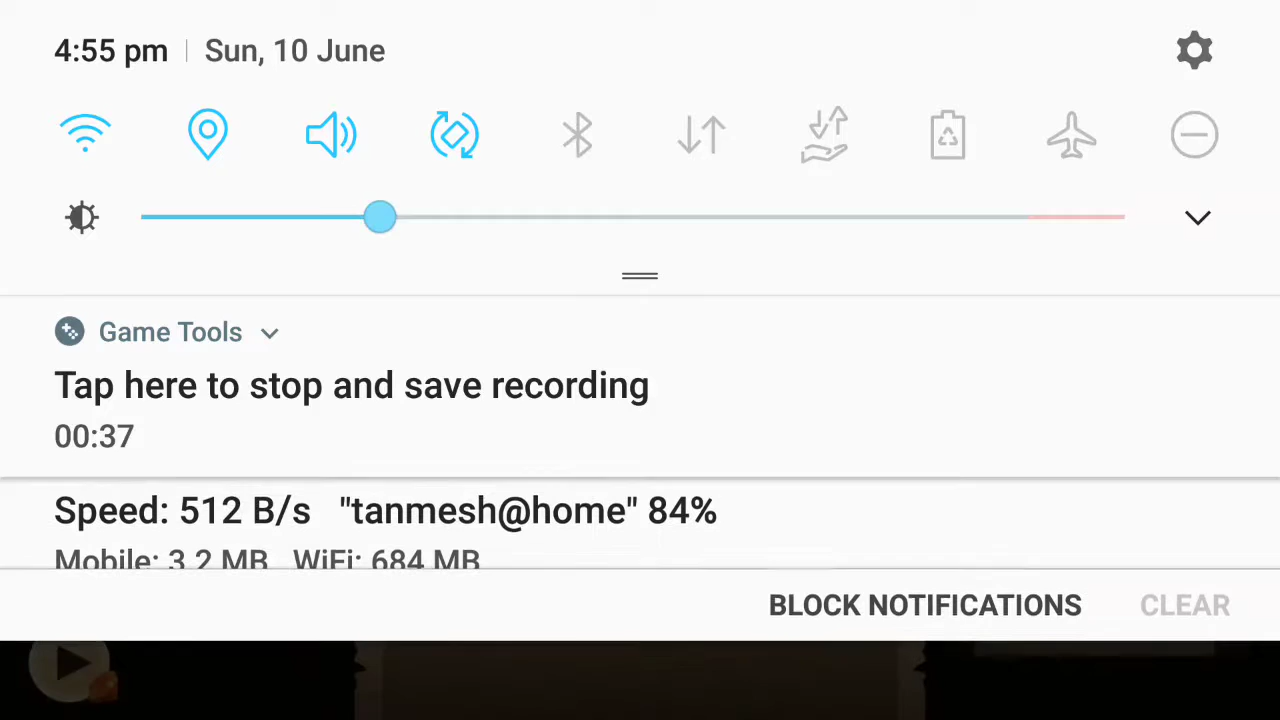 4:55 pm | Sun, 10 June
Game Tools
Tap here to stop and save recording
00:37
Speed: 512 B/s "tanmesh@home" 84%
Mobile: 3.2 MB WiFi: 684 MB
BLOCK NOTIFICATIONS CLEAR